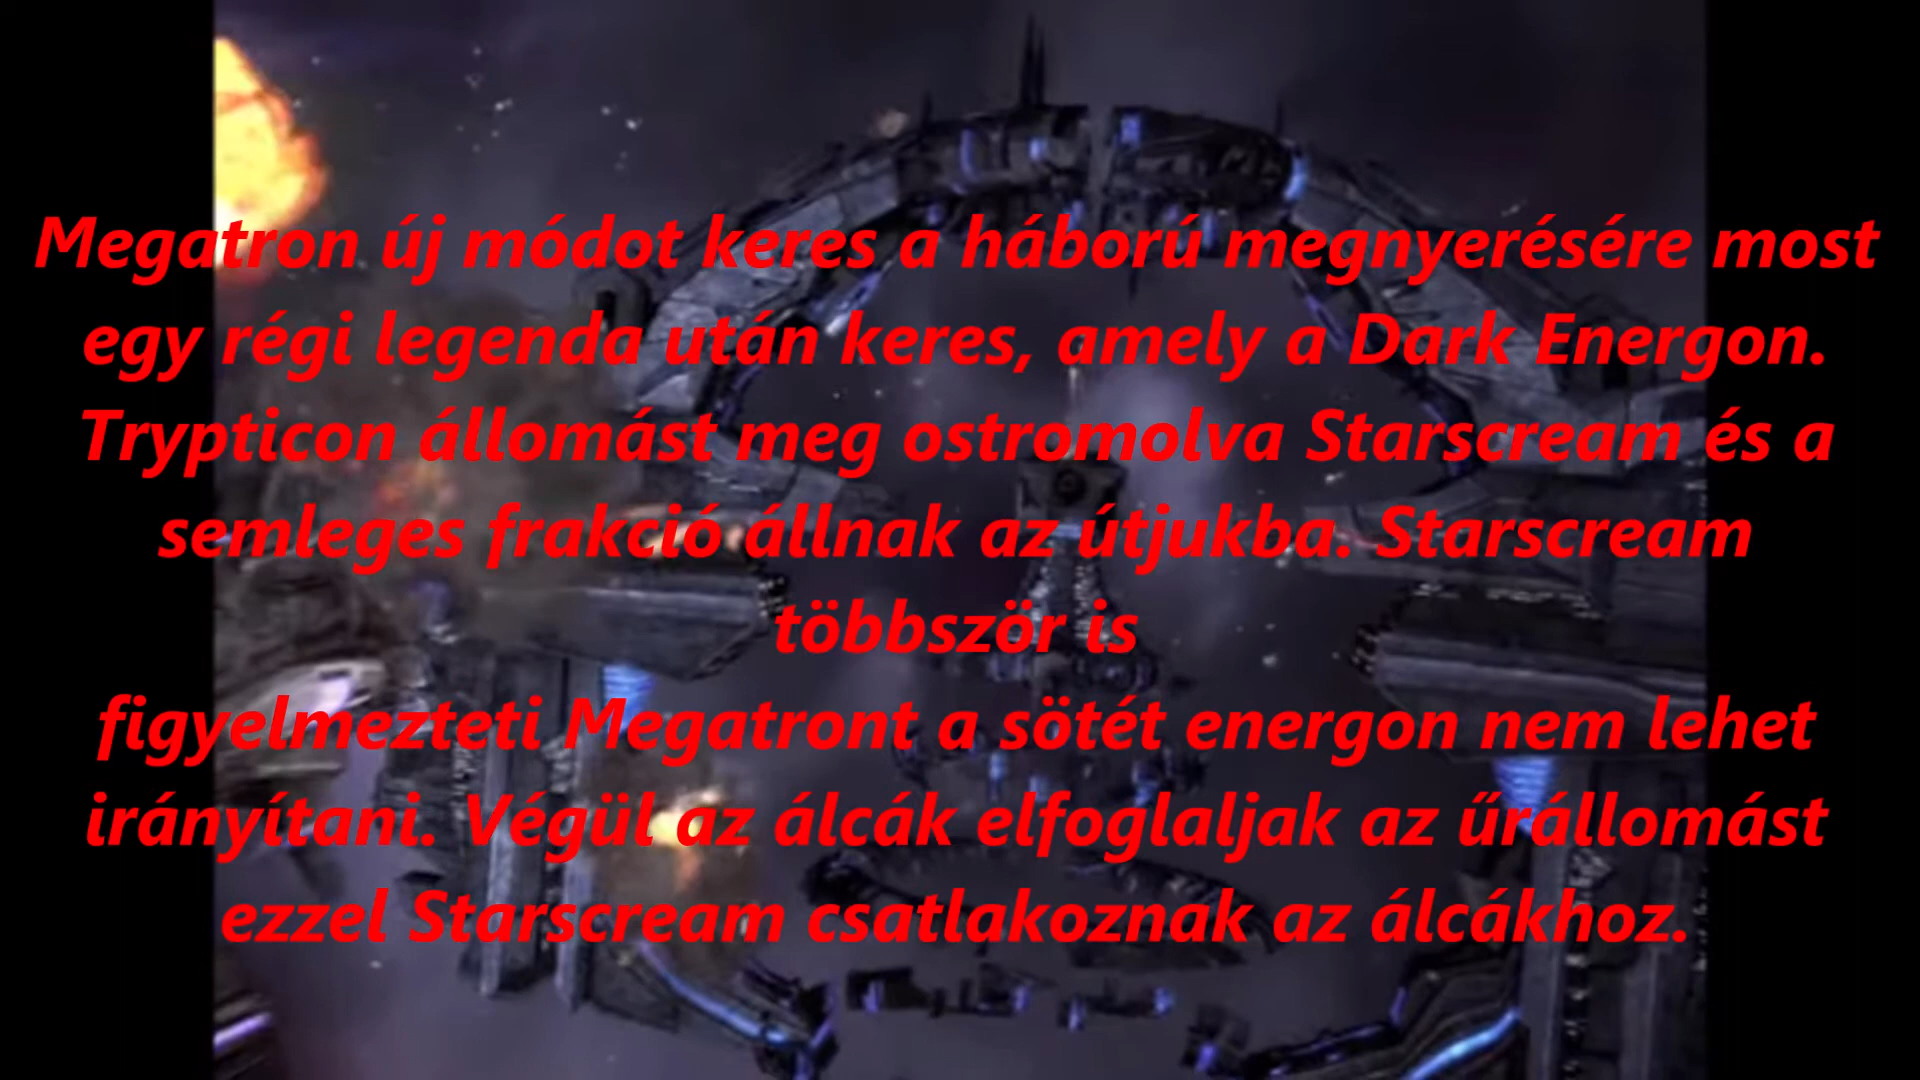 Megatron új módot keres a háború megnyerésére most
egy régi legenda után keres, amely a Dark Energon.
Trypticon állomást meg ostromolva Starscream és a
semleges frakció állnak az útjukba. Starscream
többször is
figyelmezteti Megatront a sötét energon nem lehet
irányítani. Végül az álcák elfoglaljak az űrállomást
ezzel Starscream csatlakoznak az álcákhoz.